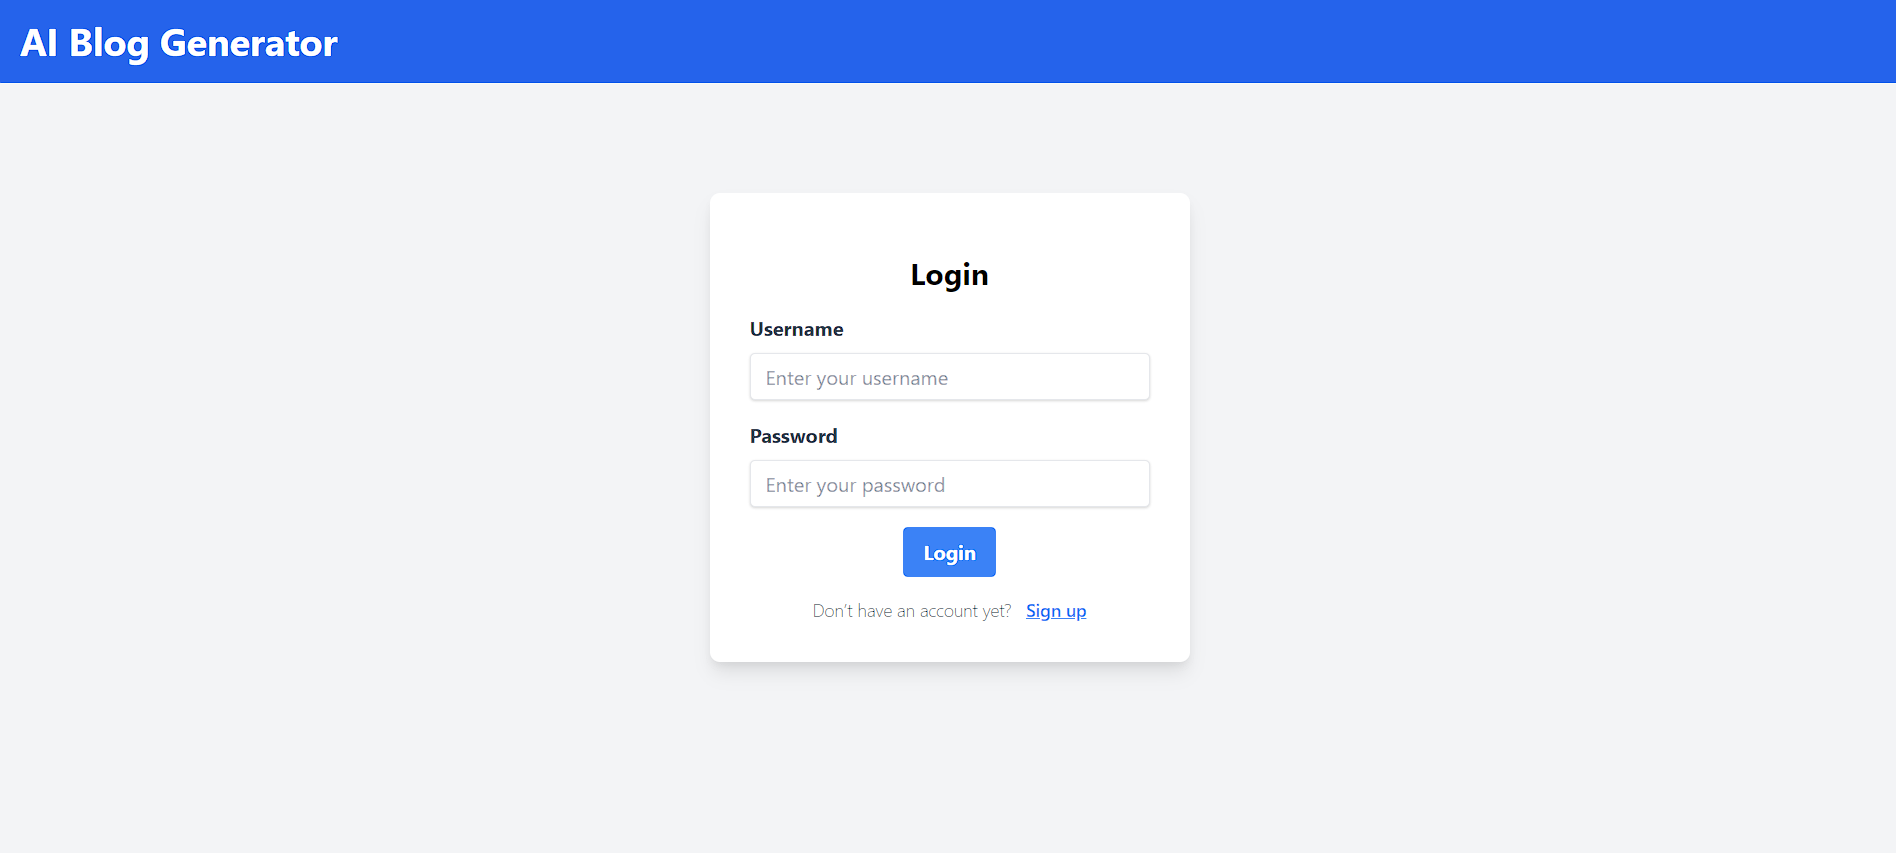 AI Blog Generator
Login
Username
Enter your username
Password
Enter your password
Login
Don't have an account yet? Sign up